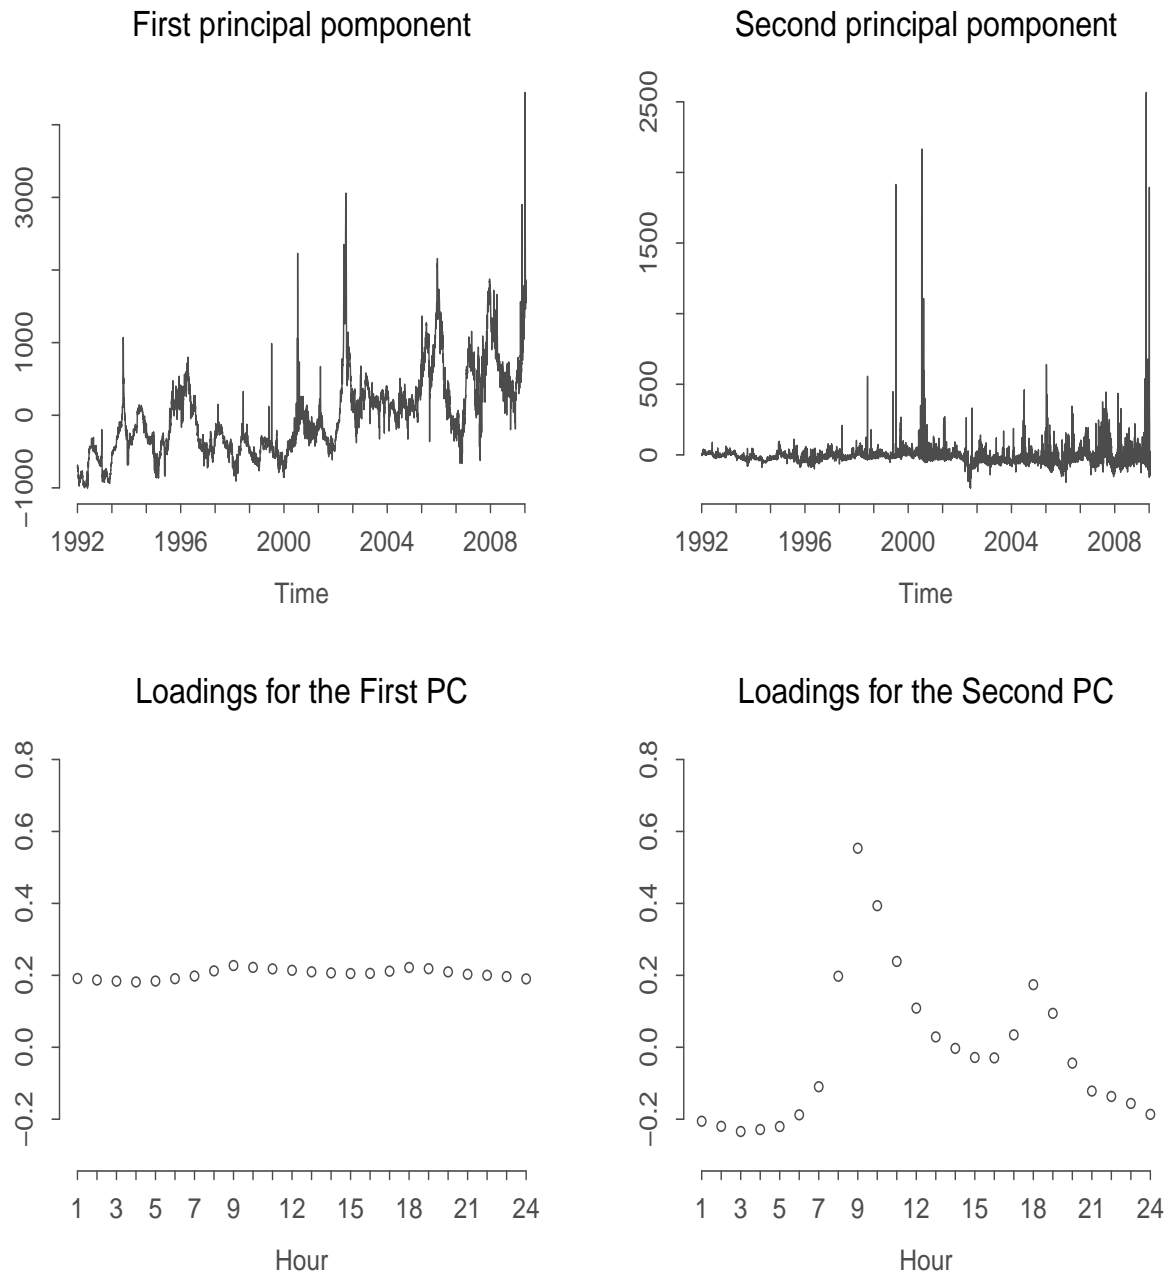 First principal pomponent
Second principal pomponent
3000
1000
0
−1000
1992 1996 2000 2004 2008
Time
2500
1500
500
0
1992 1996 2000 2004 2008
Time
Loadings for the First PC
Loadings for the Second PC
0.8
0.6
0.4
0.2
0.0
−0.2
1 3 5 7 9 12 15 18 21 24
Hour
0.8
0.6
0.4
0.2
0.0
−0.2
1 3 5 7 9 12 15 18 21 24
Hour